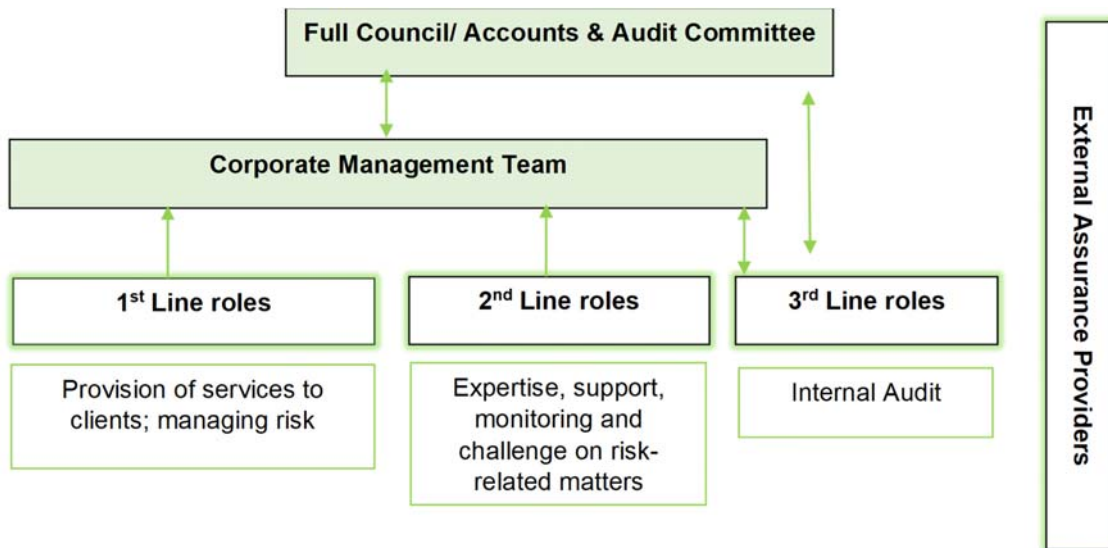 Full Council/ Accounts & Audit Committee
Corporate Management Team
1st Line roles
2nd Line roles
3rd Line roles
Provision of services to
clients; managing risk
Expertise, support,
monitoring and
challenge on risk-
related matters
Internal Audit
External Assurance Providers